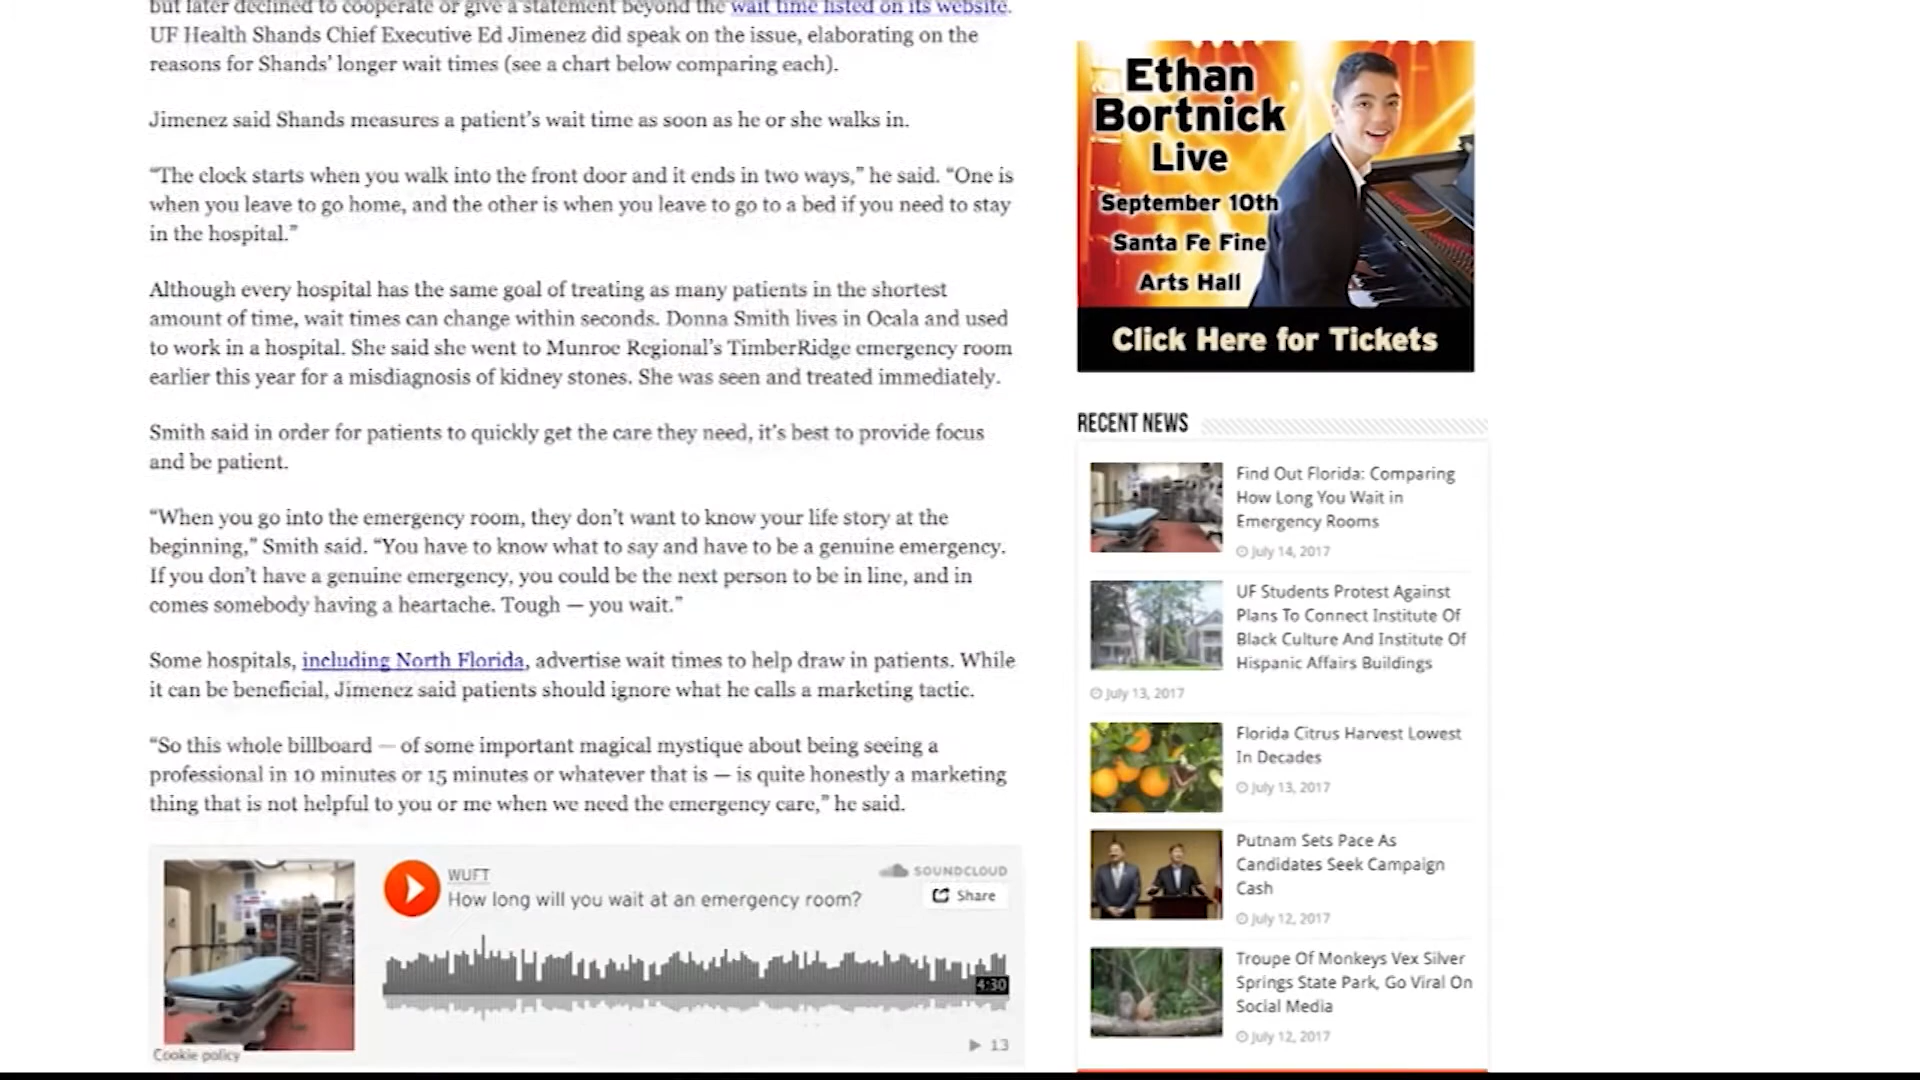 but later declined to cooperate or give a statement beyond the wait time listed on its website.
UF Health Shands Chief Executive Ed Jimenez did speak on the issue, elaborating on the
reasons for Shands’ longer wait times (see a chart below comparing each).
Jimenez said Shands measures a patient’s wait time as soon as he or she walks in.
“The clock starts when you walk into the front door and it ends in two ways,” he said. “One is
when you leave to go home, and the other is when you leave to go to a bed if you need to stay
in the hospital.”
Although every hospital has the same goal of treating as many patients in the shortest
amount of time, wait times can change within seconds. Donna Smith lives in Ocala and used
to work in a hospital. She said she went to Munroe Regional’s TimberRidge emergency room
earlier this year for a misdiagnosis of kidney stones. She was seen and treated immediately.
Smith said in order for patients to quickly get the care they need, it’s best to provide focus
and be patient.
“When you go into the emergency room, they don’t want to know your life story at the
beginning,” Smith said. “You have to know what to say and have to be a genuine emergency.
If you don’t have a genuine emergency, you could be the next person to be in line, and in
comes somebody having a heartache. Tough — you wait.”
Some hospitals, including North Florida, advertise wait times to help draw in patients. While
it can be beneficial, Jimenez said patients should ignore what he calls a marketing tactic.
“So this whole billboard — of some important magical mystique about being seeing a
professional in 10 minutes or 15 minutes or whatever that is — is quite honestly a marketing
thing that is not helpful to you or me when we need the emergency care,” he said.
WUFT
SOUNDCLOUD
How long will you wait at an emergency room?
Share
4:30
13
Cookie policy
Ethan
Bortnick
Live
September 10th
Santa Fe Fine
Arts Hall
Click Here for Tickets
RECENT NEWS
Find Out Florida: Comparing
How Long You Wait in
Emergency Rooms
July 14, 2017
UF Students Protest Against
Plans To Connect Institute Of
Black Culture And Institute Of
Hispanic Affairs Buildings
July 13, 2017
Florida Citrus Harvest Lowest
In Decades
July 13, 2017
Putnam Sets Pace As
Candidates Seek Campaign
Cash
July 12, 2017
Troupe Of Monkeys Vex Silver
Springs State Park, Go Viral On
Social Media
July 12, 2017